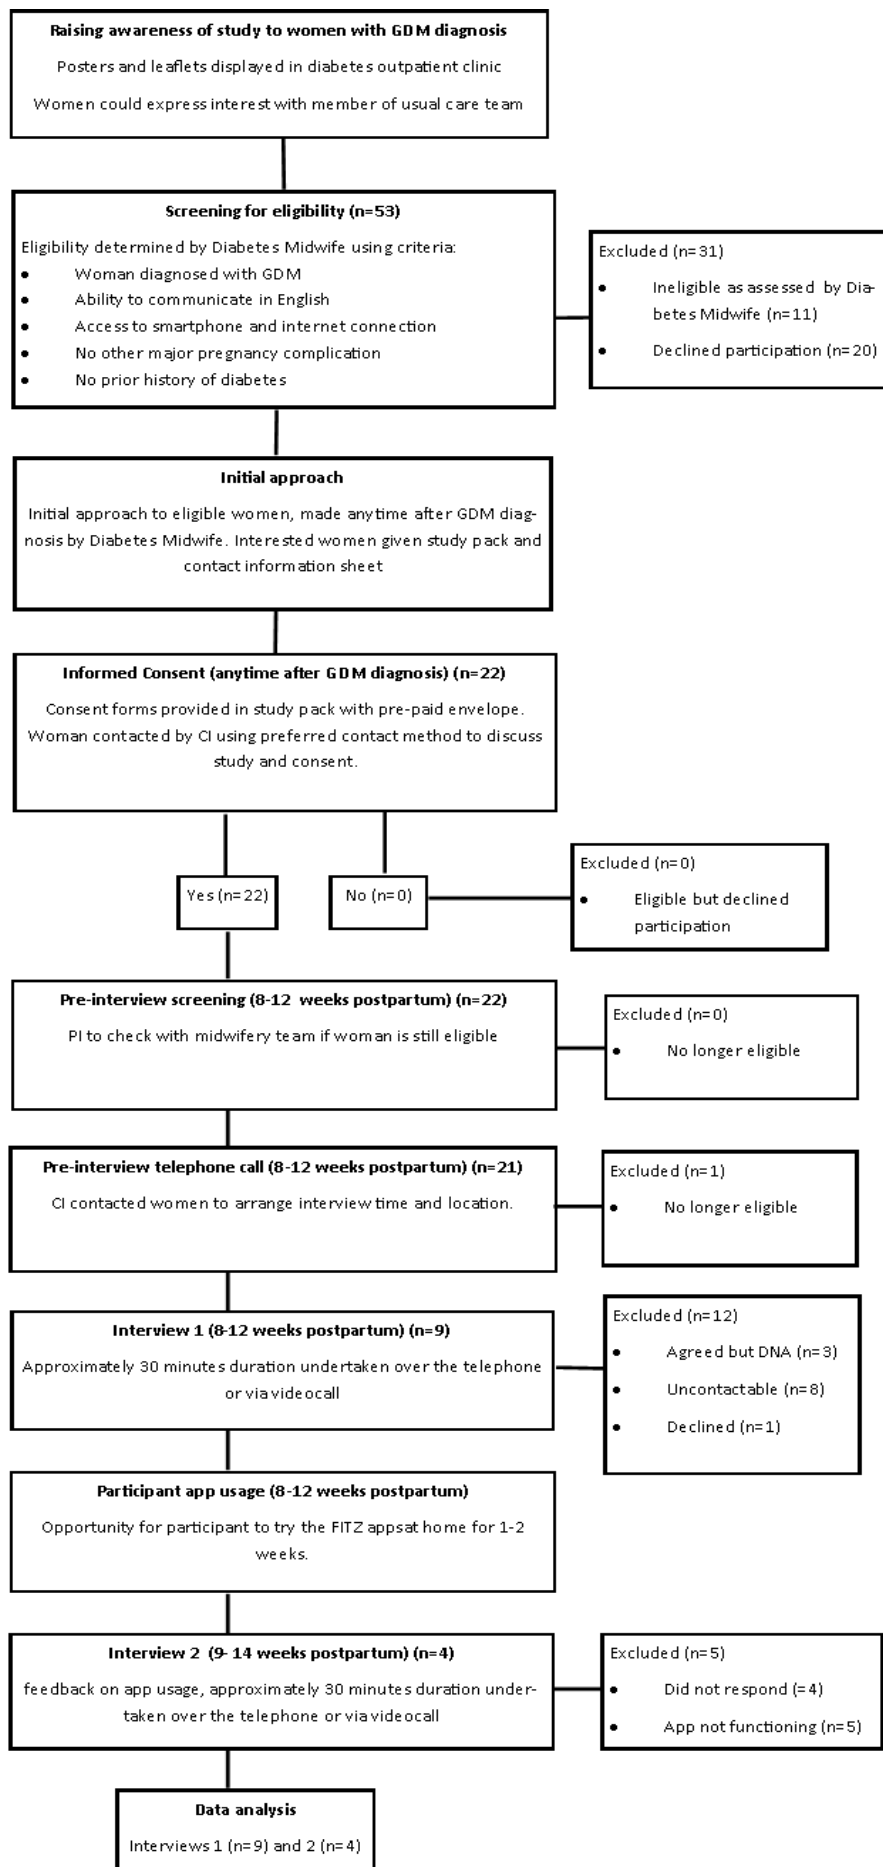 Raising awareness of study to women with GDM diagnosis
Posters and leaflets displayed in diabetes outpatient clinic
Women could express interest with member of usual care team
Screening for eligibility (n=53)
Eligibility determined by Diabetes Midwife using criteria:
• Woman diagnosed with GDM
• Ability to communicate in English
• Access to smartphone and internet connection
• No other major pregnancy complication
• No prior history of diabetes
Excluded (n=31)
• Ineligible as assessed by Dia-
betes Midwife (n=11)
• Declined participation (n=20)
Initial approach
Initial approach to eligible women, made anytime after GDM diag-
nosis by Diabetes Midwife. Interested women given study pack and
contact information sheet
Informed Consent (anytime after GDM diagnosis) (n=22)
Consent forms provided in study pack with pre-paid envelope.
Woman contacted by CI using preferred contact method to discuss
study and consent.
Yes (n=22)
No (n=0)
Excluded (n=0)
• Eligible but declined
participation
Pre-interview screening (8-12 weeks postpartum) (n=22)
PI to check with midwifery team if woman is still eligible
Excluded (n=0)
• No longer eligible
Pre-interview telephone call (8-12 weeks postpartum) (n=21)
CI contacted women to arrange interview time and location.
Excluded (n=1)
• No longer eligible
Interview 1 (8-12 weeks postpartum) (n=9)
Approximately 30 minutes duration undertaken over the telephone
or via videocall
Excluded (n=12)
• Agreed but DNA (n=3)
• Uncontactable (n=8)
• Declined (n=1)
Participant app usage (8-12 weeks postpartum)
Opportunity for participant to try the FITZ appsat home for 1-2
weeks.
Interview 2 (9-14 weeks postpartum) (n=4)
feedback on app usage, approximately 30 minutes duration under-
taken over the telephone or via videocall
Excluded (n=5)
• Did not respond (=4)
• App not functioning (n=5)
Data analysis
Interviews 1 (n=9) and 2 (n=4)